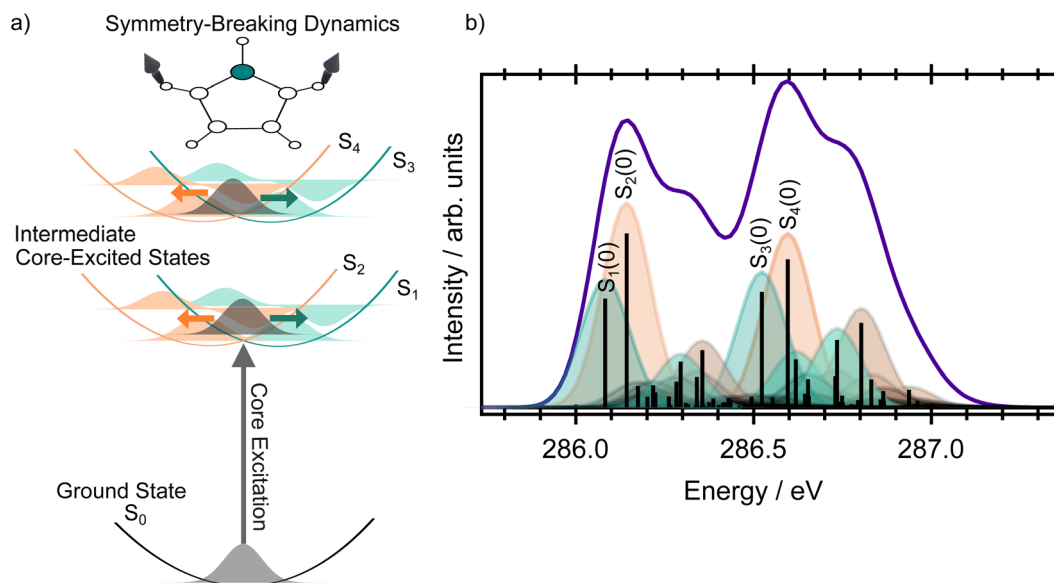 a)
Symmetry-Breaking Dynamics
S₄
S₃
Intermediate
Core-Excited States
S₂
S₁
Core Excitation
Ground State
S₀
b)
Intensity / arb. units
S₁(0)
S₂(0)
S₃(0)
S₄(0)
286.0 286.5 287.0
Energy / eV